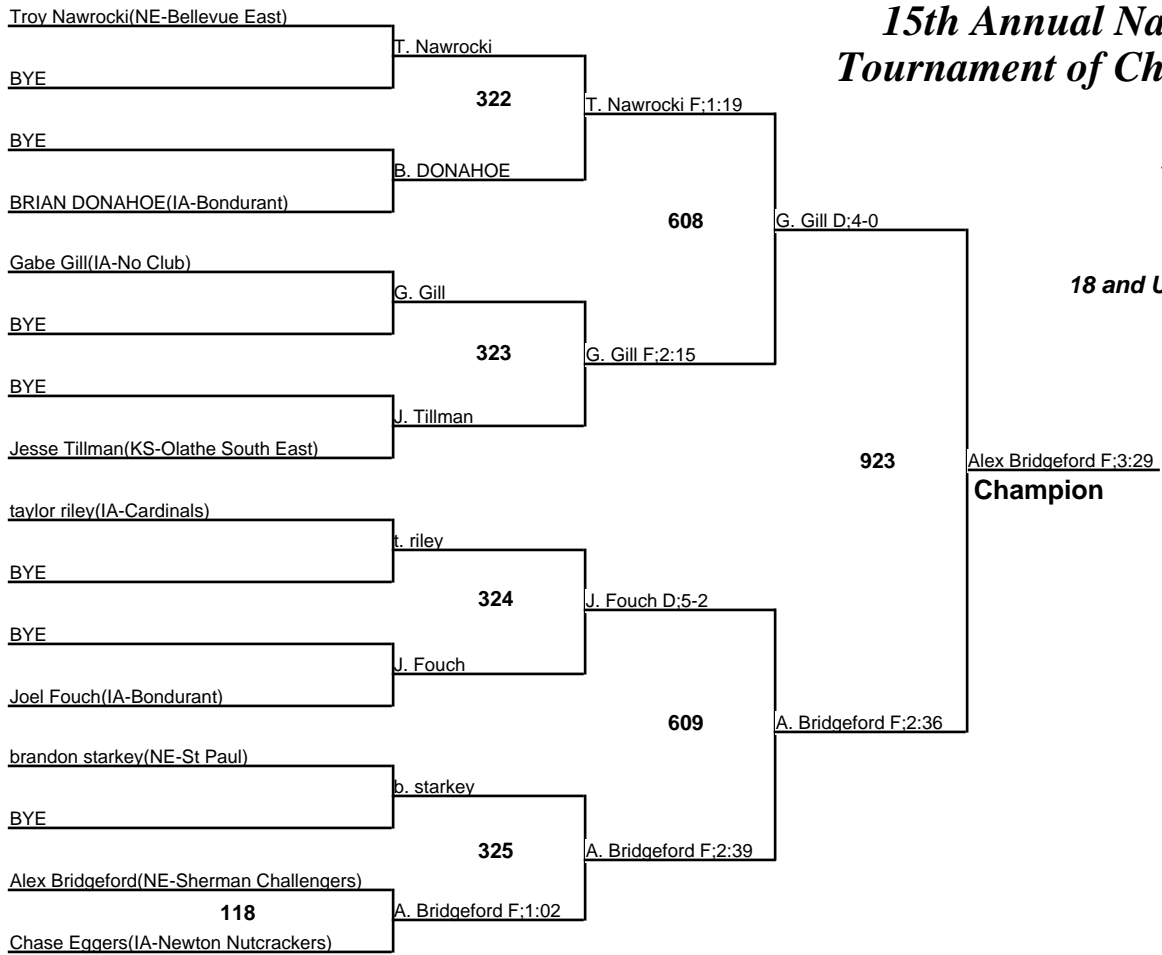 Troy Nawrocki(NE-Bellevue East)
BYE
BYE
BRIAN DONAHOE(IA-Bondurant)
Gabe Gill(IA-No Club)
BYE
BYE
Jesse Tillman(KS-Olathe South East)
taylor riley(IA-Cardinals)
BYE
BYE
Joel Fouch(IA-Bondurant)
brandon starkey(NE-St Paul)
BYE
Alex Bridgeford(NE-Sherman Challengers)
118
Chase Eggers(IA-Newton Nutcrackers)
T. Nawrocki
322
B. DONAHOE
G. Gill
323
J. Tillman
t. riley
324
J. Fouch
b. starkey
325
A. Bridgeford F;1:02
T. Nawrocki F;1:19
608
G. Gill F;2:15
J. Fouch D;5-2
609
A. Bridgeford F;2:39
G. Gill D;4-0
923
A. Bridgeford F;2:36
Alex Bridgeford F;3:29
Champion
15th Annual Na
Tournament of Ch
18 and U